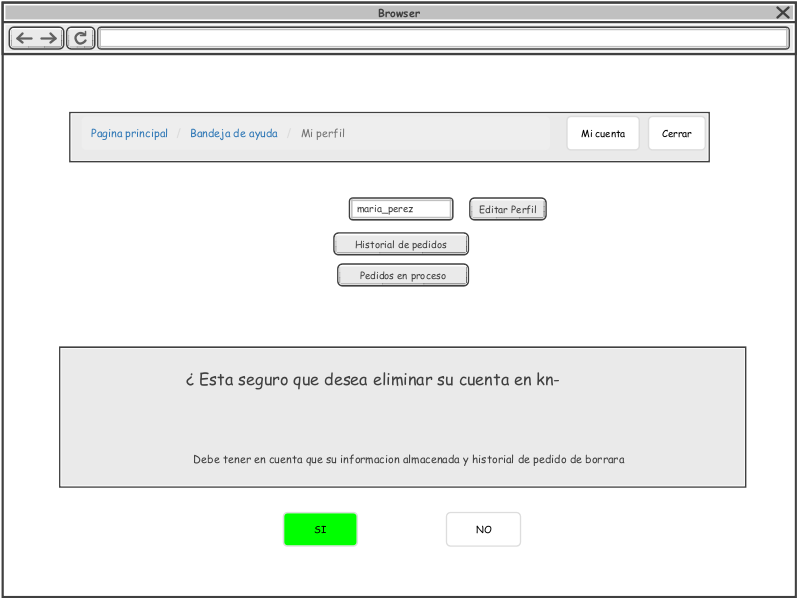 Browser
Pagina principal / Bandeja de ayuda / Mi perfil Mi cuenta Cerrar
maria_perez Editar Perfil
Historial de pedidos
Pedidos en proceso
¿ Esta seguro que desea eliminar su cuenta en kn-
Debe tener en cuenta que su informacion almacenada y historial de pedido de borrara
SI NO